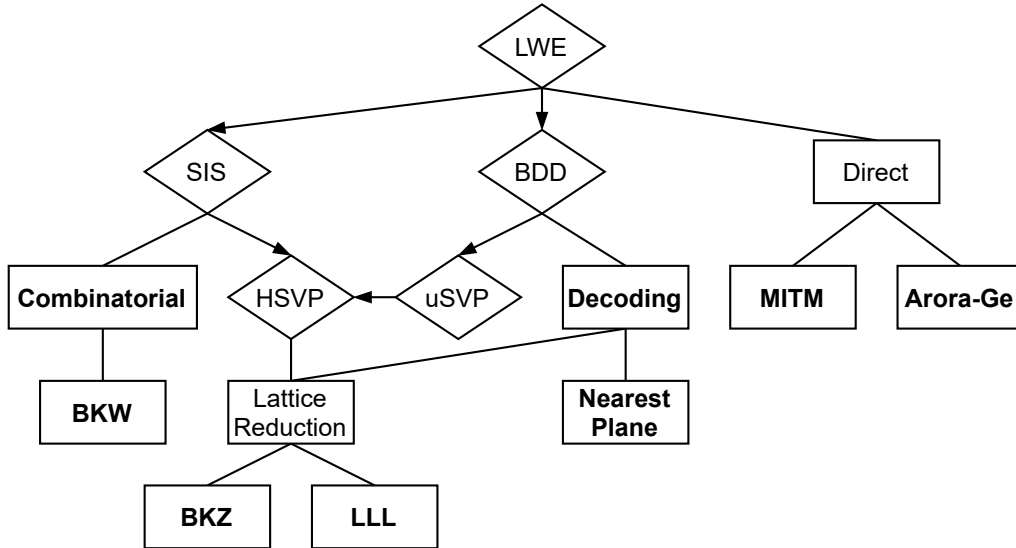 LWE
SIS
BDD
Direct
Combinatorial
HSVP
uSVP
Decoding
MITM
Arora-Ge
BKW
Lattice
Reduction
Nearest
Plane
BKZ
LLL